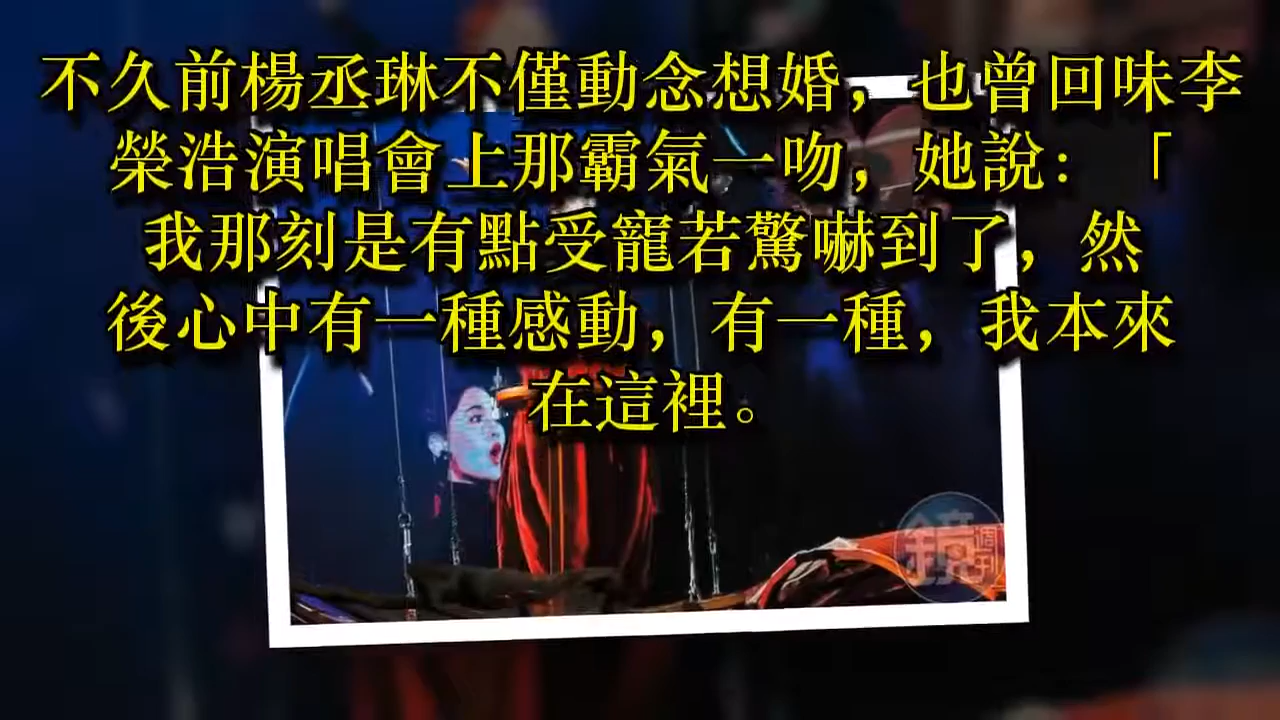 不久前楊丞琳不僅動念想婚，也曾回味李
榮浩演唱會上那霸氣一吻，她說：「
我那刻是有點受寵若驚嚇到了，然
後心中有一種感動，有一種，我本來
在這裡。
鏡
週刊